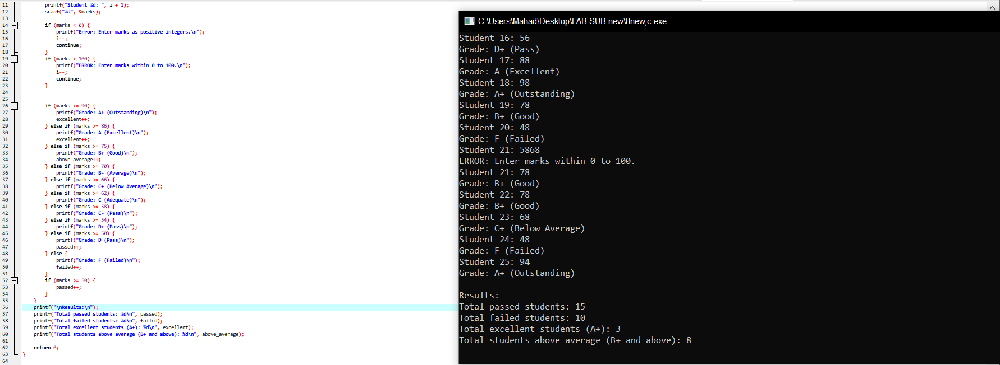 11 printf("Student %d: ", i + 1);
12 scanf("%d", &marks);
13
14 if (marks < 0) {
15 printf("Error: Enter marks as positive integers.\n");
16 i--;
17 continue;
18 }
19 if (marks > 100) {
20 printf("ERROR: Enter marks within 0 to 100.\n");
21 i--;
22 continue;
23 }
24
25
26 if (marks >= 90) {
27 printf("Grade: A+ (Outstanding)\n");
28 excellent++;
29 } else if (marks >= 86) {
30 printf("Grade: A (Excellent)\n");
31 excellent++;
32 } else if (marks >= 75) {
33 printf("Grade: B+ (Good)\n");
34 above_average++;
35 } else if (marks >= 70) {
36 printf("Grade: B- (Average)\n");
37 } else if (marks >= 66) {
38 printf("Grade: C+ (Below Average)\n");
39 } else if (marks >= 62) {
40 printf("Grade: C (Adequate)\n");
41 } else if (marks >= 58) {
42 printf("Grade: C- (Pass)\n");
43 } else if (marks >= 54) {
44 printf("Grade: D+ (Pass)\n");
45 } else if (marks >= 50) {
46 printf("Grade: D (Pass)\n");
47 passed++;
48 } else {
49 printf("Grade: F (Failed)\n");
50 failed++;
51 }
52 if (marks >= 50) {
53 passed++;
54 }
55 }
56 printf("\nResults:\n");
57 printf("Total passed students: %d\n", passed);
58 printf("Total failed students: %d\n", failed);
59 printf("Total excellent students (A+): %d\n", excellent);
60 printf("Total students above average (B+ and above): %d\n", above_average);
61
62 return 0;
63 }
64
C:\Users\Mahad\Desktop\LAB SUB new\8new,c.exe
Student 16: 56
Grade: D+ (Pass)
Student 17: 88
Grade: A (Excellent)
Student 18: 98
Grade: A+ (Outstanding)
Student 19: 78
Grade: B+ (Good)
Student 20: 48
Grade: F (Failed)
Student 21: 5868
ERROR: Enter marks within 0 to 100.
Student 21: 78
Grade: B+ (Good)
Student 22: 78
Grade: B+ (Good)
Student 23: 68
Grade: C+ (Below Average)
Student 24: 48
Grade: F (Failed)
Student 25: 94
Grade: A+ (Outstanding)
Results:
Total passed students: 15
Total failed students: 10
Total excellent students (A+): 3
Total students above average (B+ and above): 8